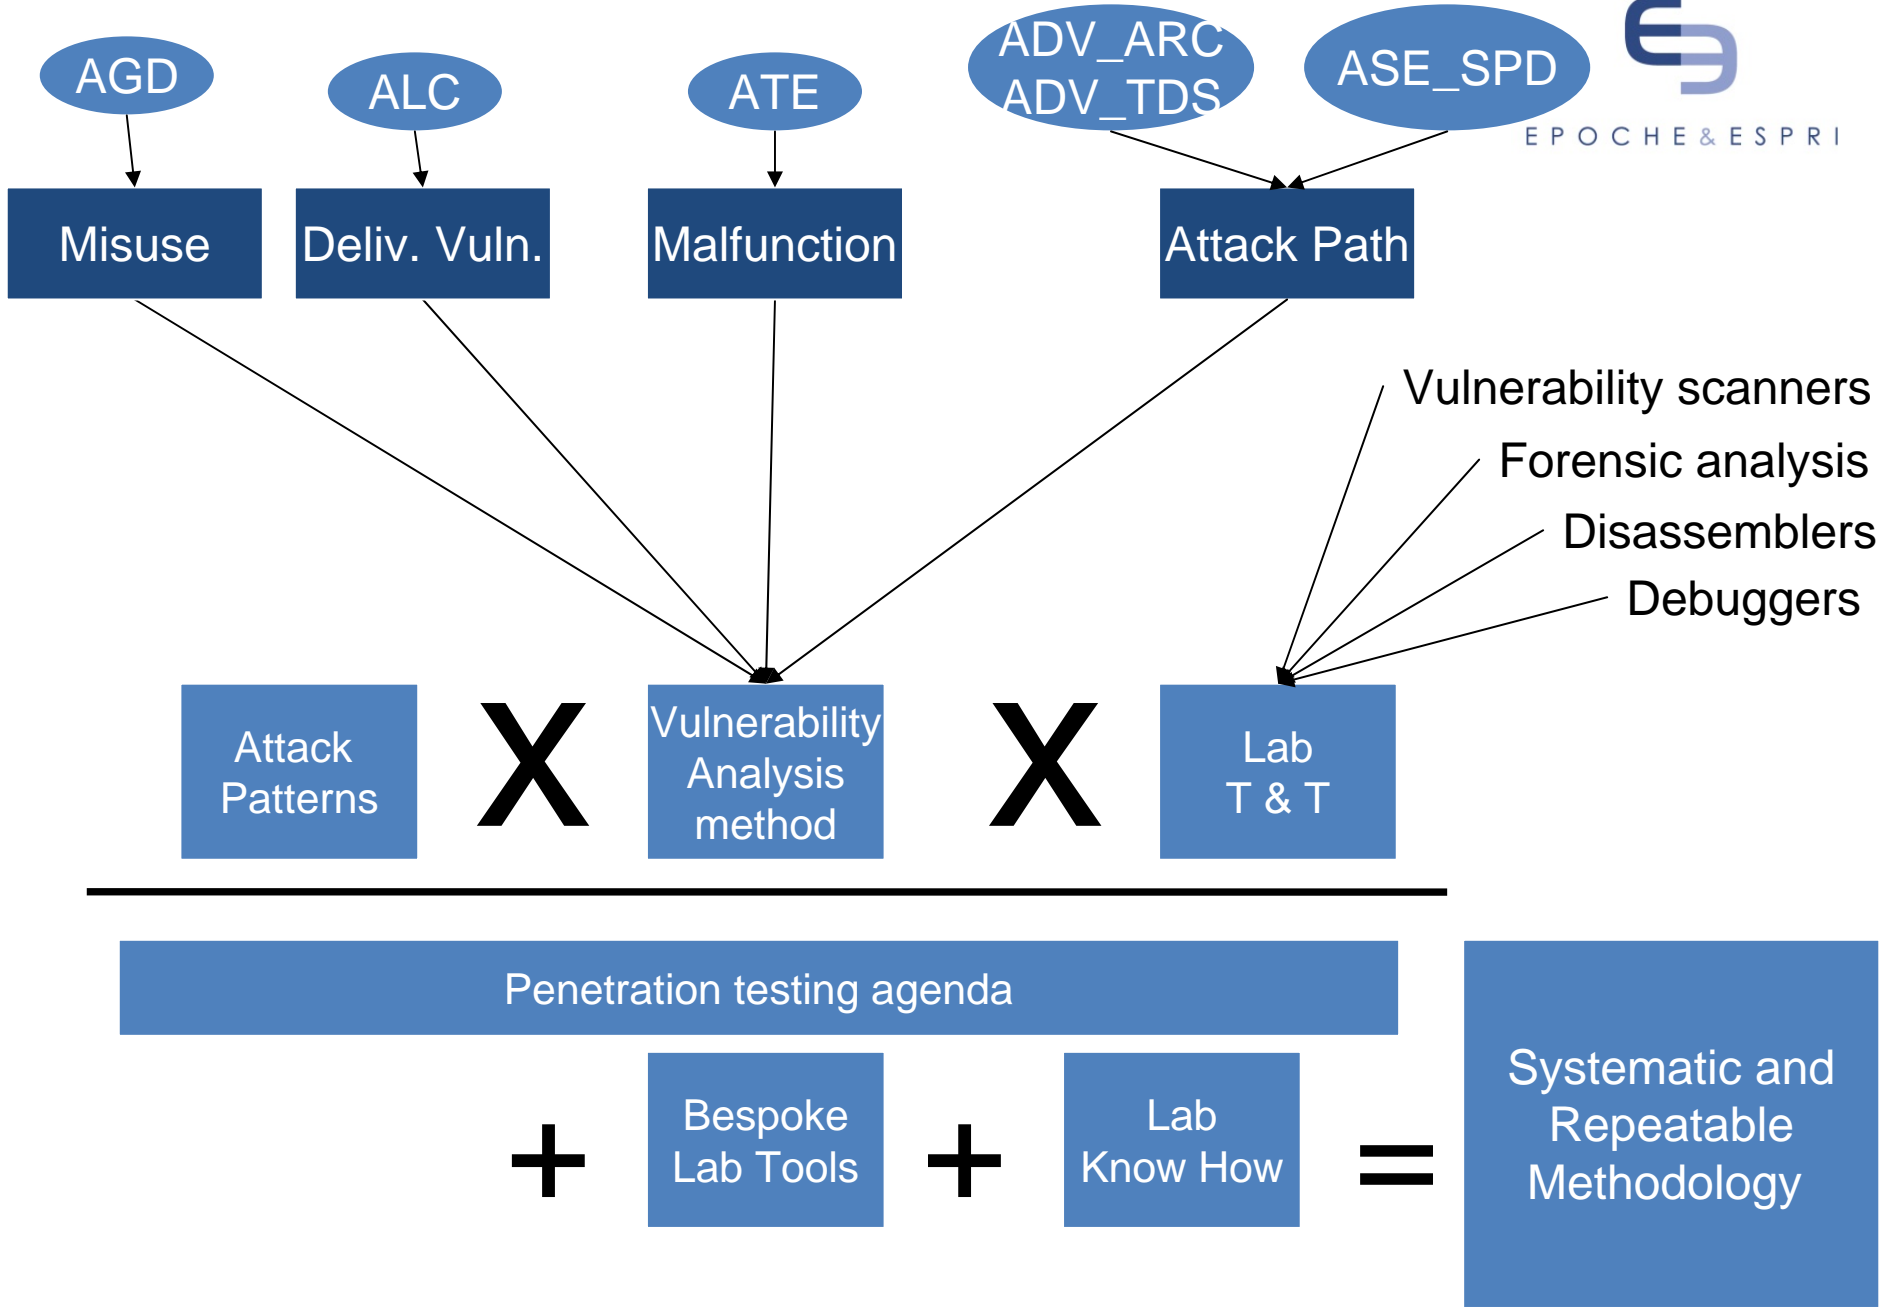 AGD
ALC
ATE
ADV_ARC
ADV_TDS
ASE_SPD
EPOCHE&ESPRI
Misuse
Deliv. Vuln.
Malfunction
Attack Path
Vulnerability scanners
Forensic analysis
Disassemblers
Debuggers
Attack
Patterns
X
Vulnerability
Analysis
method
X
Lab
T & T
Penetration testing agenda
+
Bespoke
Lab Tools
+
Lab
Know How
=
Systematic and
Repeatable
Methodology